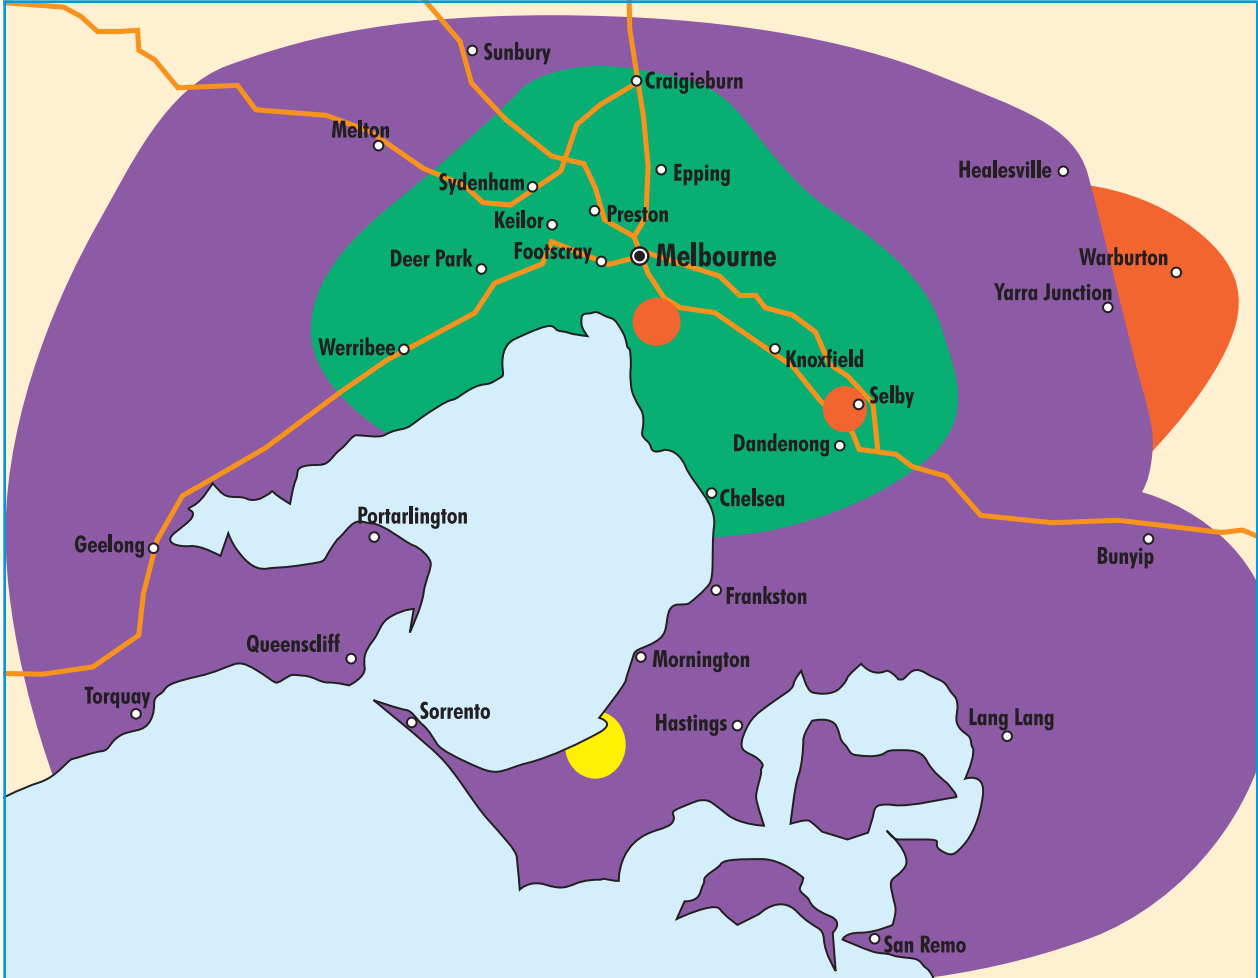 Sunbury
Craigieburn
Melton
Healesville
Epping
Sydenham
Preston
Keilor
Footscray
Melbourne
Deer Park
Warburton
Yarra Junction
Werribee
Knoxfield
Selby
Dandenong
Chelsea
Portarlington
Geelong
Bunyip
Frankston
Queenscliff
Mornington
Torquay
Sorrento
Hastings
Lang Lang
San Remo